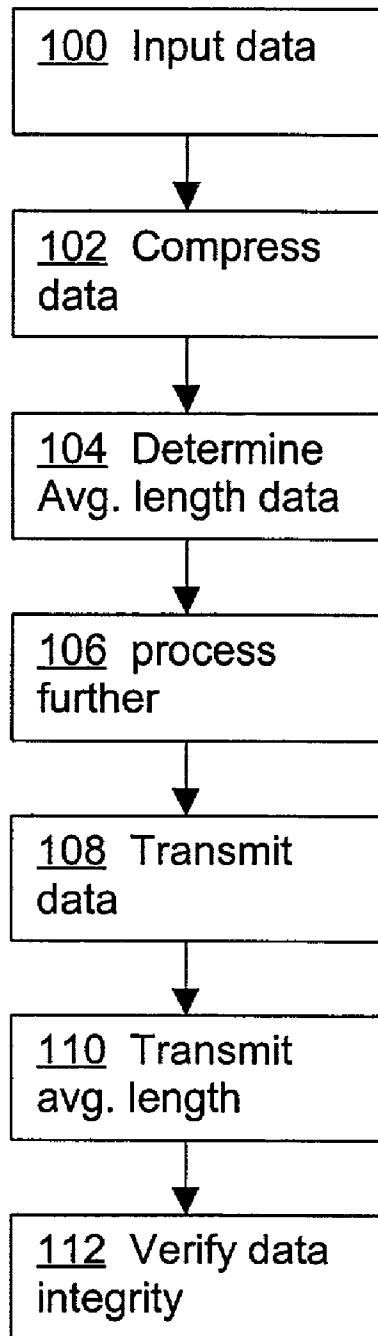 100 Input data
102 Compress
data
104 Determine
Avg. length data
106 process
further
108 Transmit
data
110 Transmit
avg. length
112 Verify data
integrity